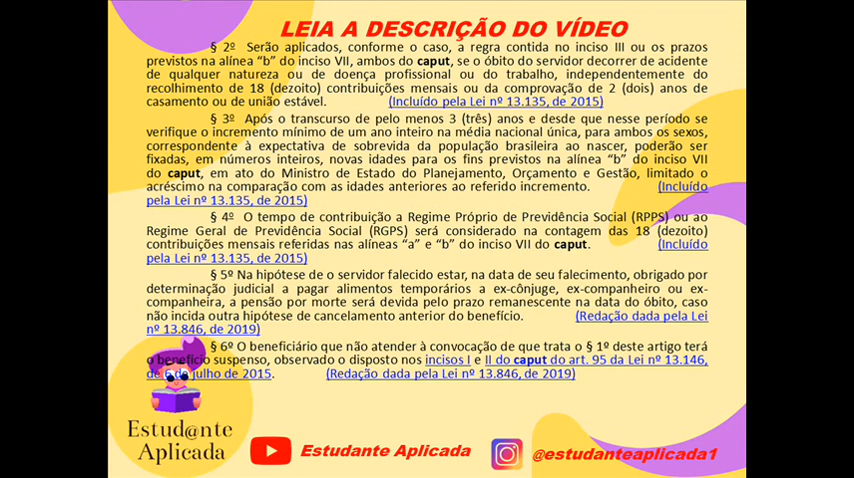 LEIA A DESCRIÇÃO DO VÍDEO
§ 2º Serão aplicados, conforme o caso, a regra contida no inciso III ou os prazos
previstos na alínea “b” do inciso VII, ambos do caput, se o óbito do servidor decorrer de acidente
de qualquer natureza ou de doença profissional ou do trabalho, independentemente do
recolhimento de 18 (dezoito) contribuições mensais ou da comprovação de 2 (dois) anos de
casamento ou de união estável. (Incluído pela Lei nº 13.135, de 2015)
§ 3º Após o transcurso de pelo menos 3 (três) anos e desde que nesse período se
verifique o incremento mínimo de um ano inteiro na média nacional única, para ambos os sexos,
correspondente à expectativa de sobrevida da população brasileira ao nascer, poderão ser
fixadas, em números inteiros, novas idades para os fins previstos na alínea “b” do inciso VII
do caput, em ato do Ministro de Estado do Planejamento, Orçamento e Gestão, limitado o
acréscimo na comparação com as idades anteriores ao referido incremento. (Incluído
pela Lei nº 13.135, de 2015)
§ 4º O tempo de contribuição a Regime Próprio de Previdência Social (RPPS) ou ao
Regime Geral de Previdência Social (RGPS) será considerado na contagem das 18 (dezoito)
contribuições mensais referidas nas alíneas “a” e “b” do inciso VII do caput. (Incluído
pela Lei nº 13.135, de 2015)
§ 5º Na hipótese de o servidor falecido estar, na data de seu falecimento, obrigado por
determinação judicial a pagar alimentos temporários a ex-cônjuge, ex-companheiro ou ex-
companheira, a pensão por morte será devida pelo prazo remanescente na data do óbito, caso
não incida outra hipótese de cancelamento anterior do benefício. (Redação dada pela Lei
nº 13.846, de 2019)
§ 6º O beneficiário que não atender à convocação de que trata o § 1º deste artigo terá
o benefício suspenso, observado o disposto nos incisos I e II do caput do art. 95 da Lei nº 13.146,
de 6 de julho de 2015. (Redação dada pela Lei nº 13.846, de 2019)
Estud@nte
Aplicada
Estudante Aplicada
@estudanteaplicada1